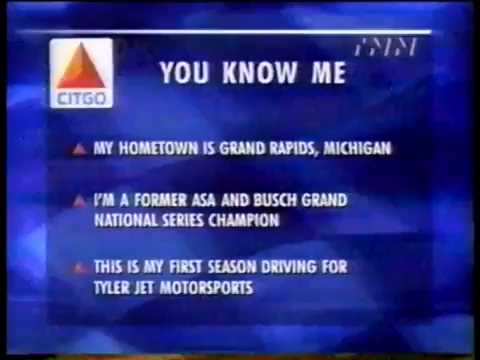 TNN
CITGO
YOU KNOW ME
MY HOMETOWN IS GRAND RAPIDS, MICHIGAN
I'M A FORMER ASA AND BUSCH GRAND
NATIONAL SERIES CHAMPION
THIS IS MY FIRST SEASON DRIVING FOR
TYLER JET MOTORSPORTS